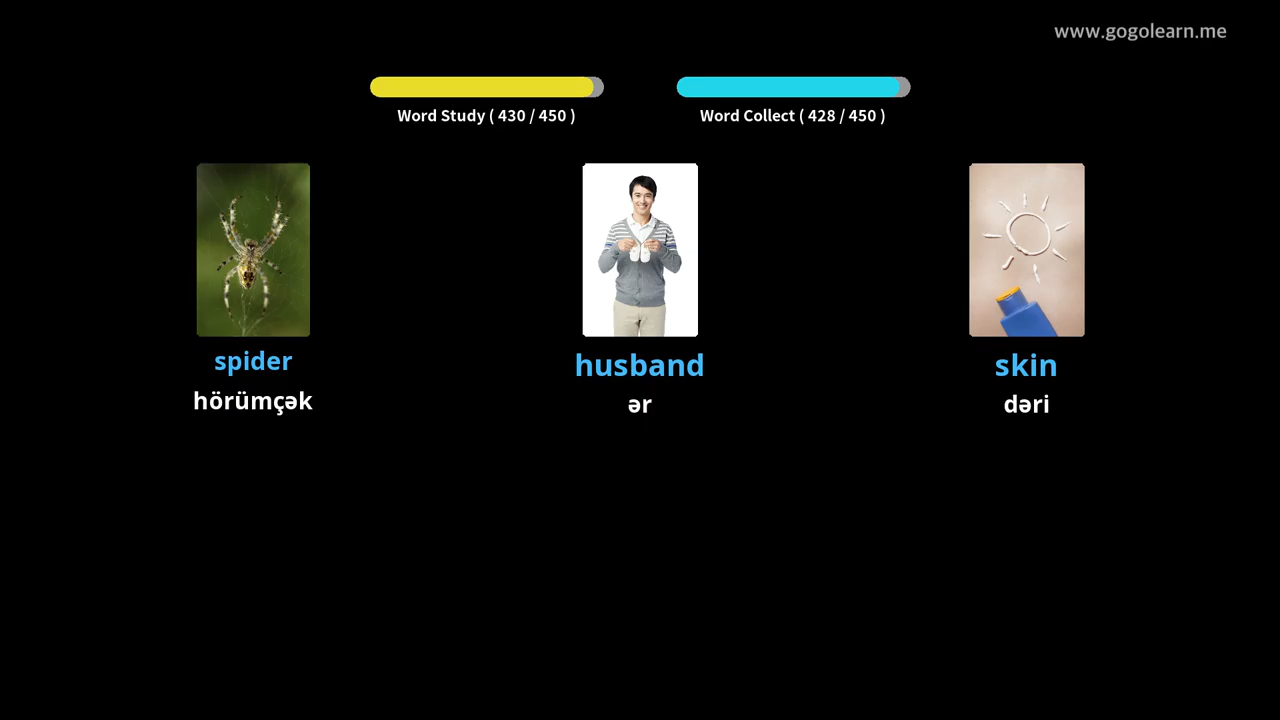 www.gogolearn.me
Word Study ( 430 / 450 )
Word Collect ( 428 / 450 )
spider
husband
skin
hörümçək
ər
dəri